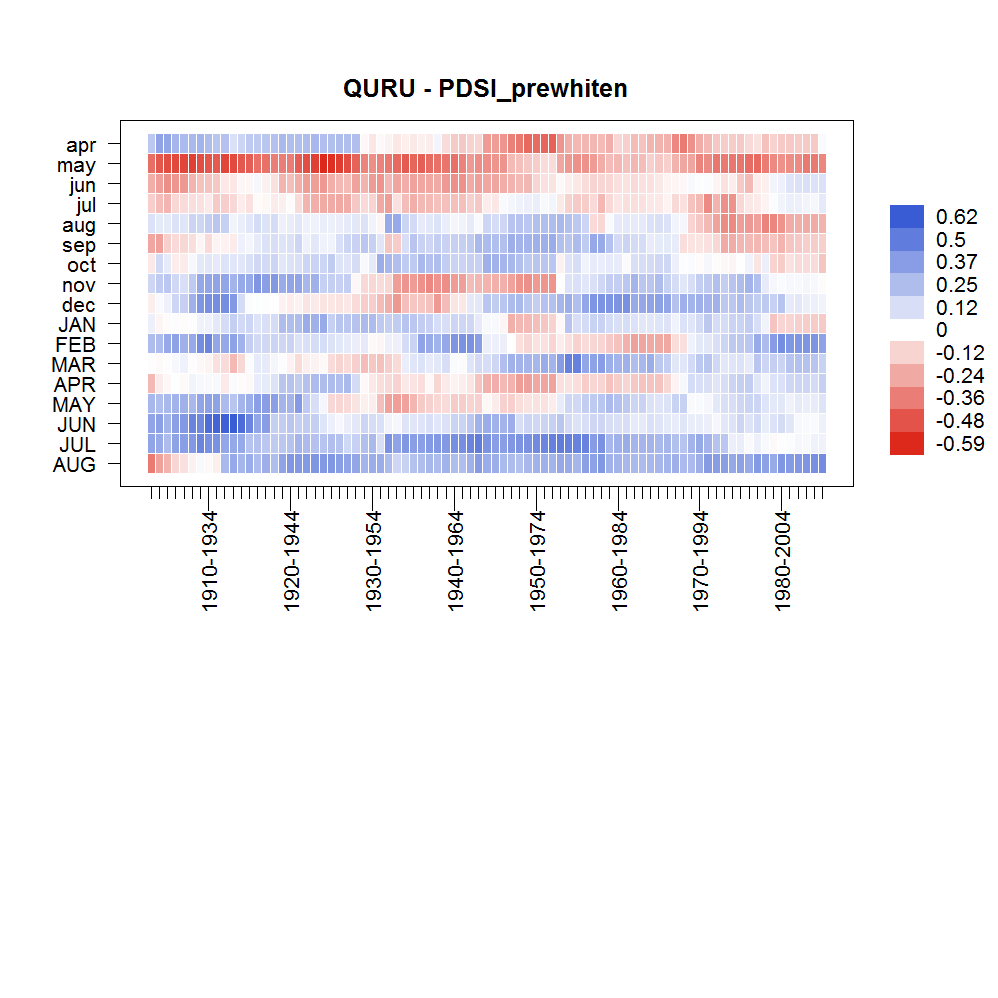 QURU - PDSI_prewhiten
apr
may
jun
jul
aug
sep
oct
nov
dec
JAN
FEB
MAR
APR
MAY
JUN
JUL
AUG
0.62
0.5
0.37
0.25
0.12
0
-0.12
-0.24
-0.36
-0.48
-0.59
1910-1934
1920-1944
1930-1954
1940-1964
1950-1974
1960-1984
1970-1994
1980-2004